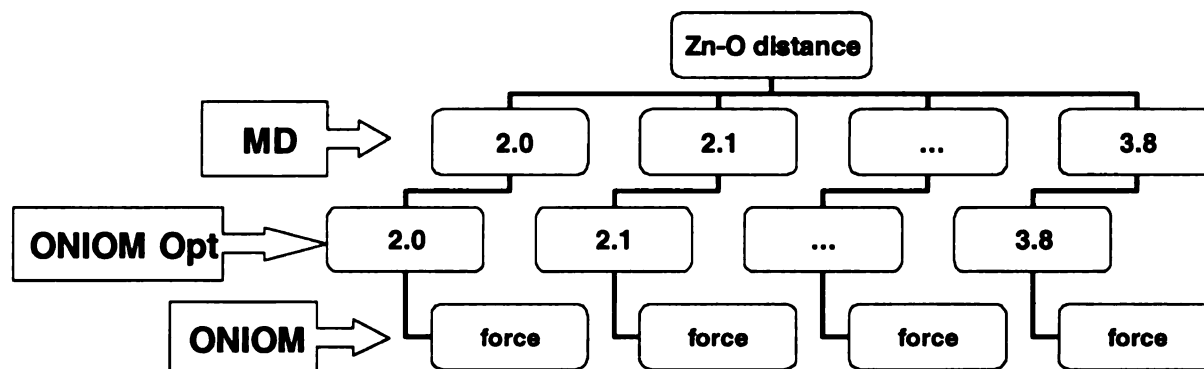 Zn-O distance
MD
2.0
2.1
...
3.8
ONIOM Opt
2.0
2.1
...
3.8
ONIOM
force
force
force
force